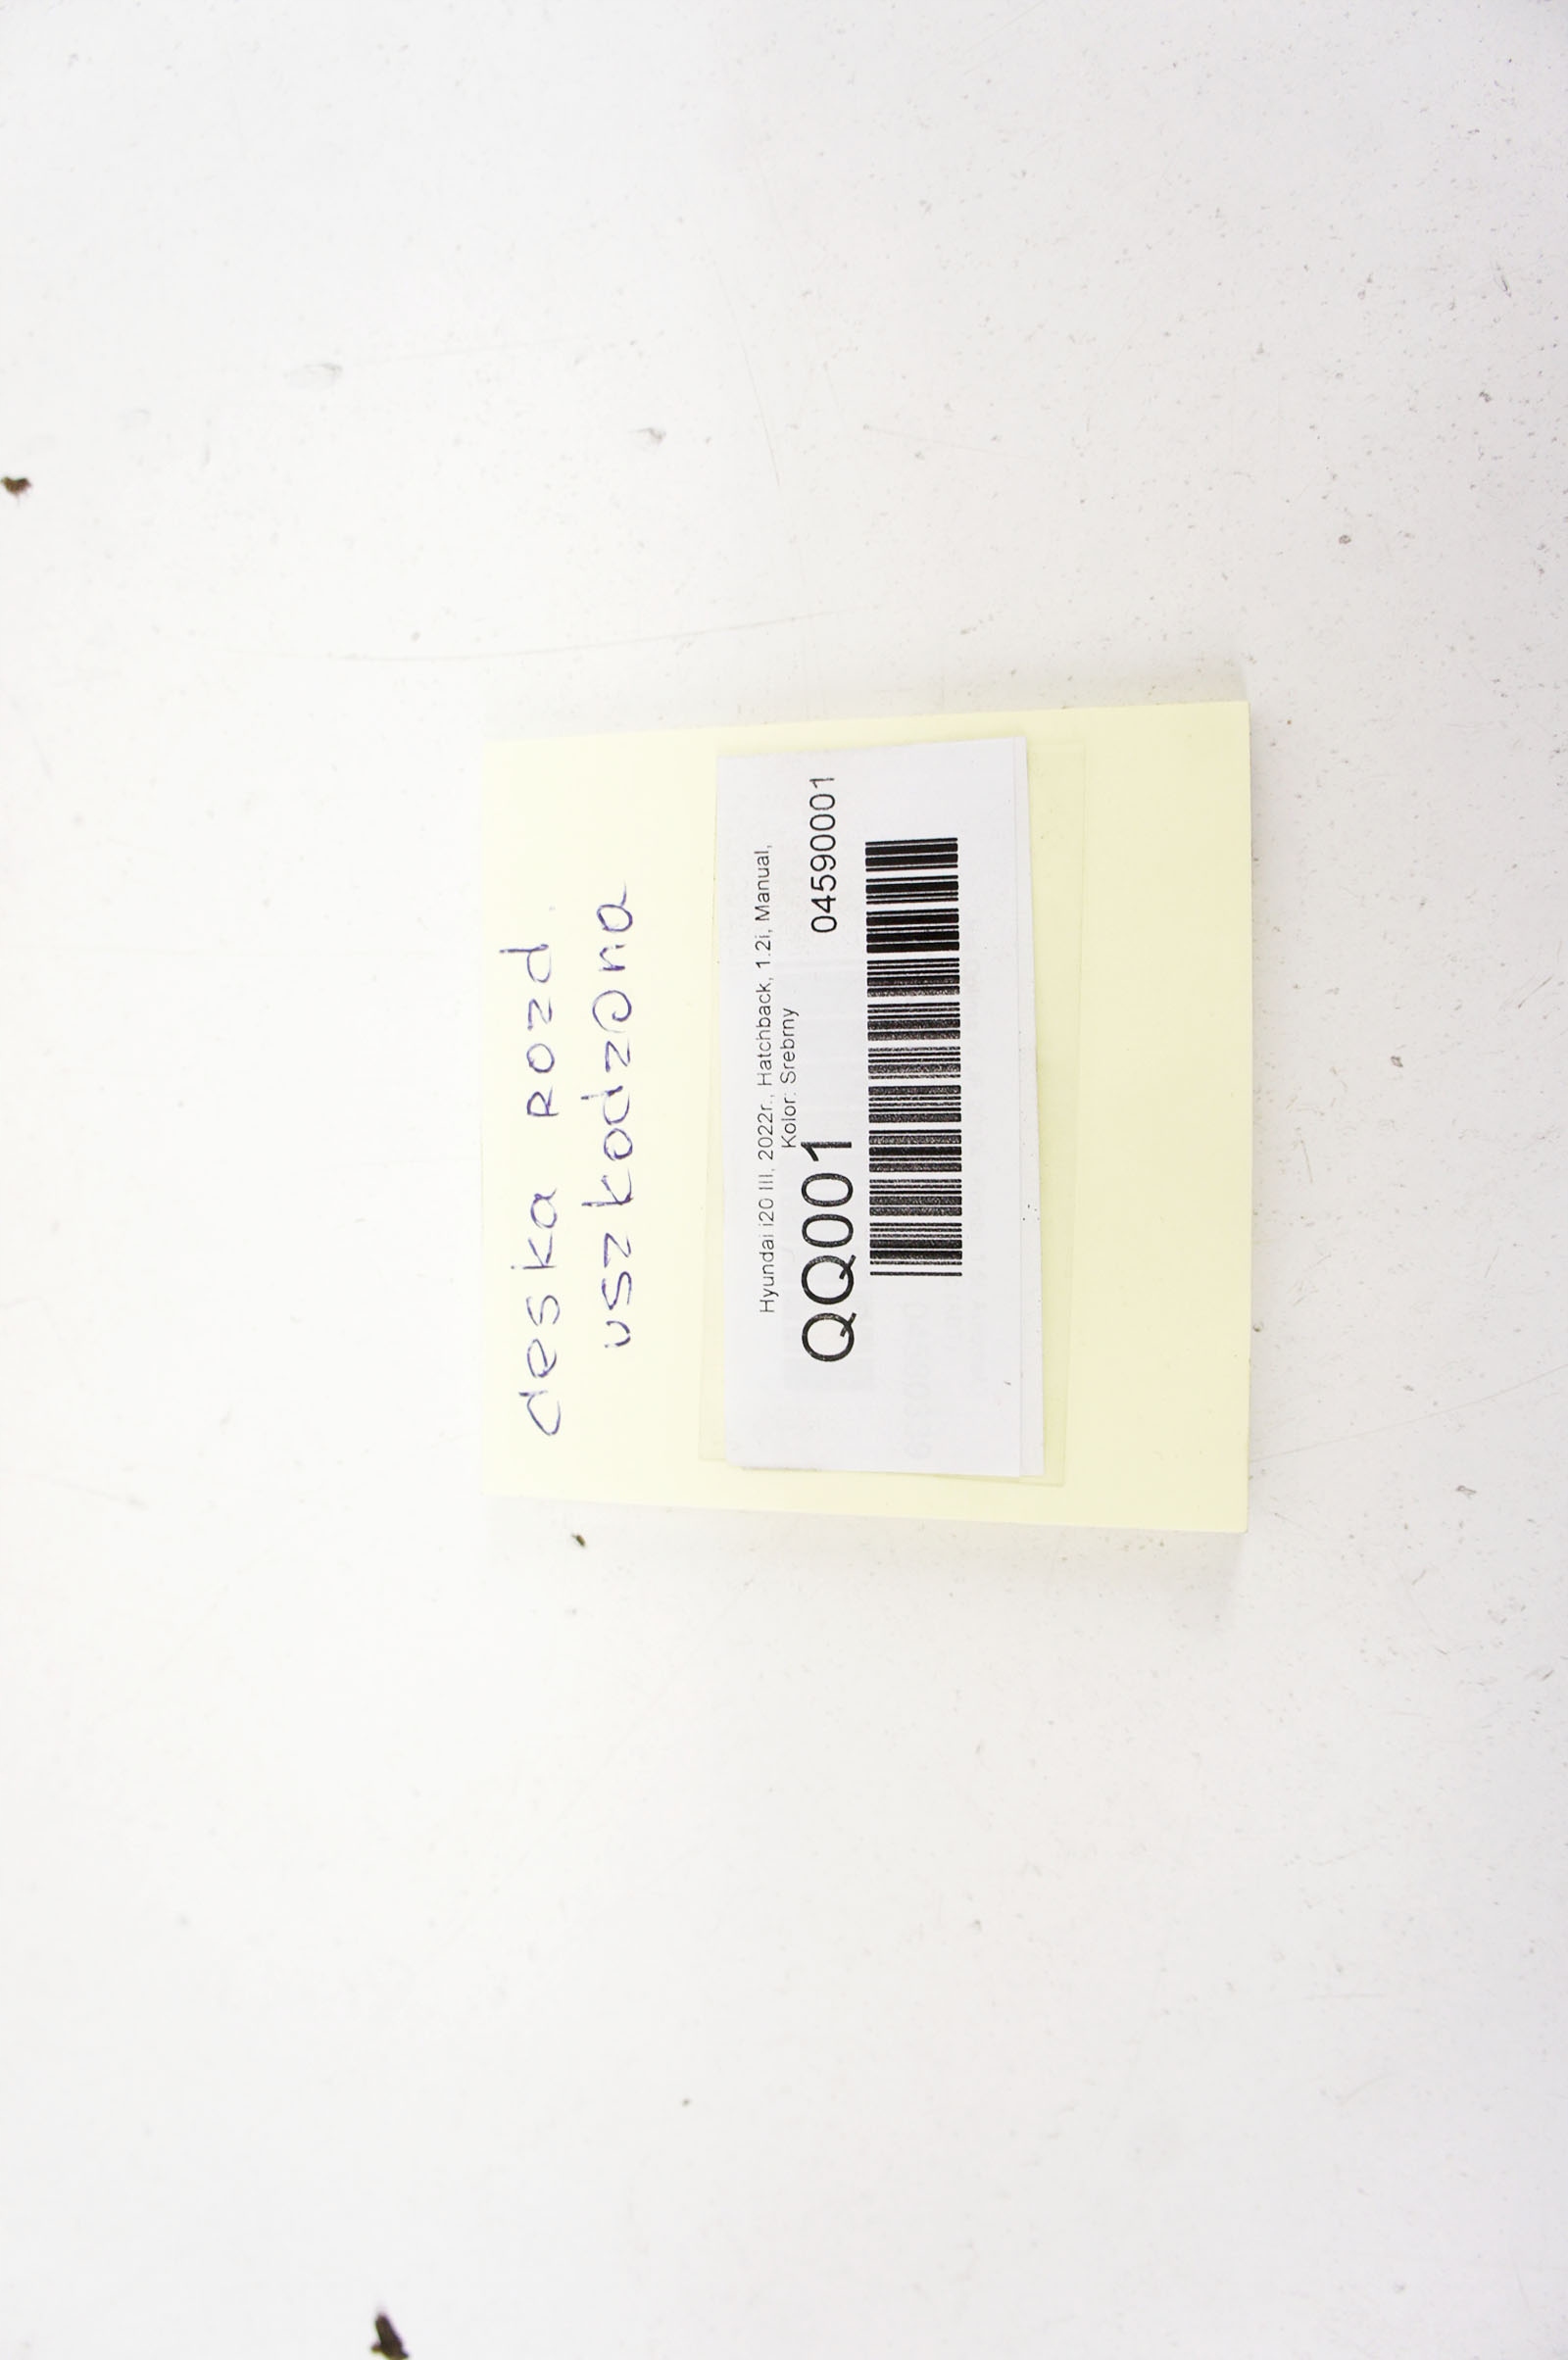 deska rozd.
uszkodzona
Hyundai i20 III, 2022r., Hatchback, 1.2i, Manual,
Kolor: Srebrny
QQ001 04590001